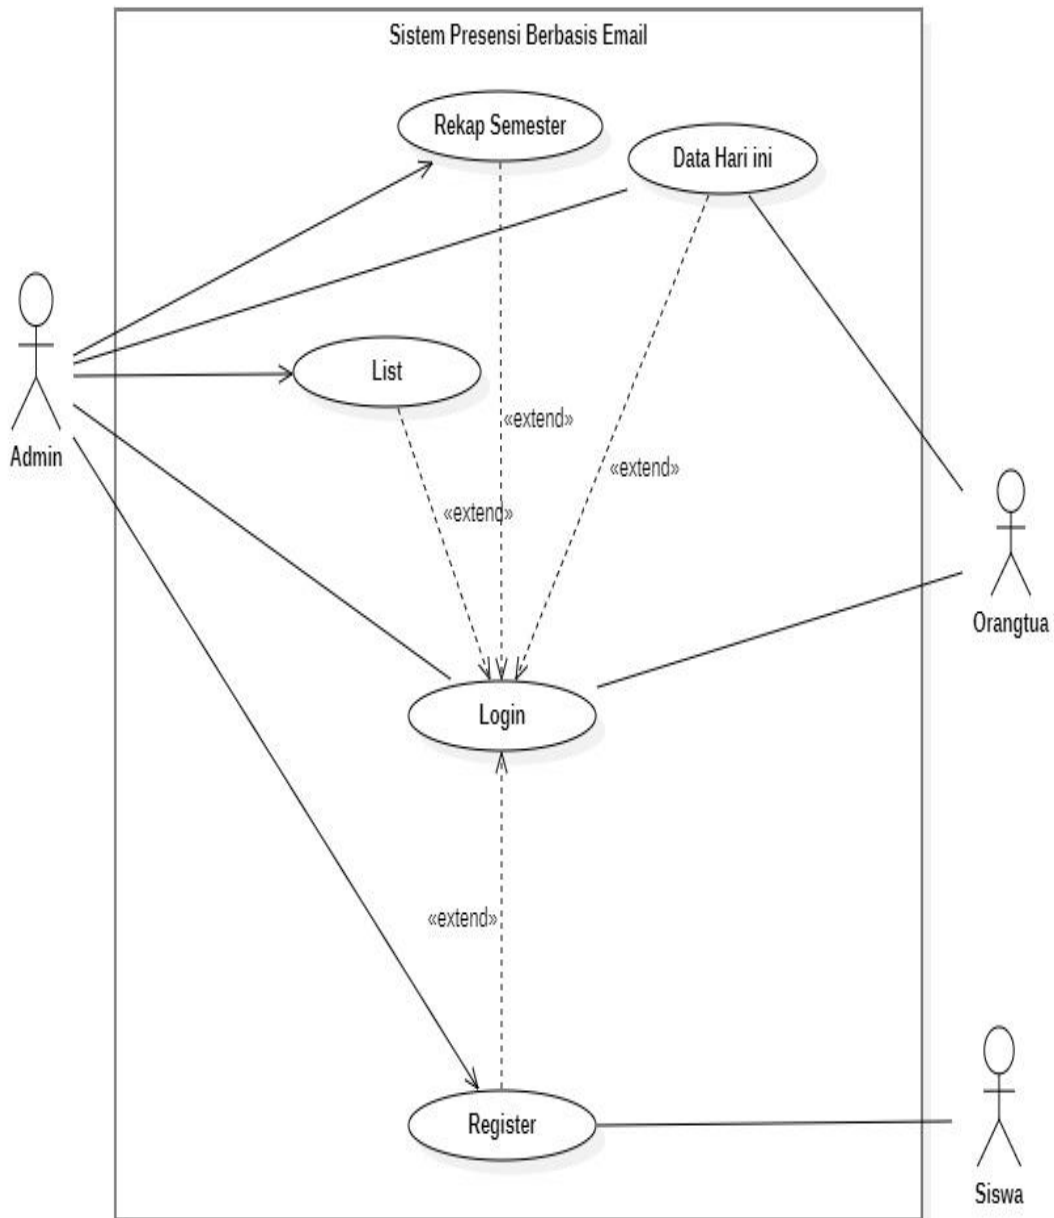 Sistem Presensi Berbasis Email
Rekap Semester
Data Hari ini
List
«extend»
«extend»
«extend»
Admin
Orangtua
Login
«extend»
Register
Siswa